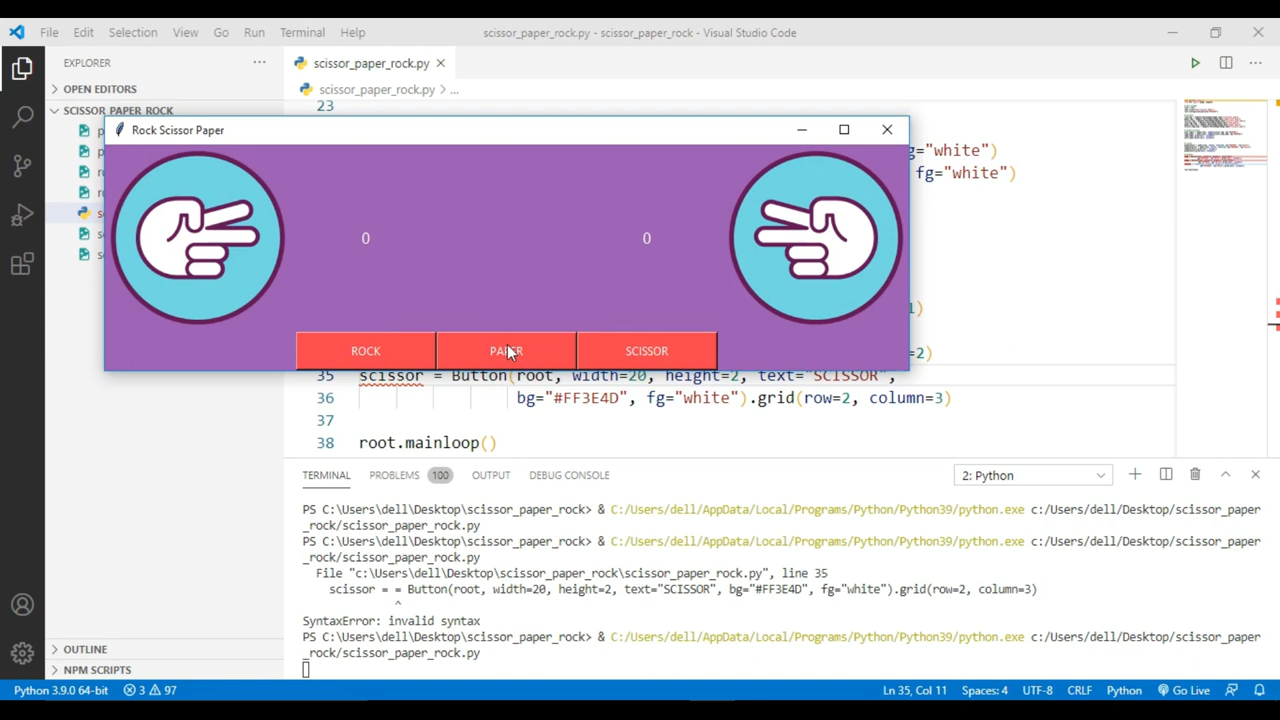 File Edit Selection View Go Run Terminal Help
scissor_paper_rock.py - scissor_paper_rock - Visual Studio Code
EXPLORER
scissor_paper_rock.py
OPEN EDITORS
scissor_paper_rock.py > ...
SCISSOR PAPER ROCK
23
Rock Scissor Paper
g="white")
fg="white")
0 0
1)
=2)
ROCK PAPER SCISSOR
35 scissor = Button(root, width=20, height=2, text="SCISSOR",
36 bg="#FF3E4D", fg="white").grid(row=2, column=3)
37
38 root.mainloop()
TERMINAL PROBLEMS 100 OUTPUT DEBUG CONSOLE 2: Python
PS C:\Users\dell\Desktop\scissor_paper_rock> & C:/Users/dell/AppData/Local/Programs/Python/Python39/python.exe c:/Users/dell/Desktop/scissor_paper
_rock/scissor_paper_rock.py
PS C:\Users\dell\Desktop\scissor_paper_rock> & C:/Users/dell/AppData/Local/Programs/Python/Python39/python.exe c:/Users/dell/Desktop/scissor_paper
_rock/scissor_paper_rock.py
File "c:\Users\dell\Desktop\scissor_paper_rock\scissor_paper_rock.py", line 35
scissor = = Button(root, width=20, height=2, text="SCISSOR", bg="#FF3E4D", fg="white").grid(row=2, column=3)
^
SyntaxError: invalid syntax
PS C:\Users\dell\Desktop\scissor_paper_rock> & C:/Users/dell/AppData/Local/Programs/Python/Python39/python.exe c:/Users/dell/Desktop/scissor_paper
_rock/scissor_paper_rock.py
OUTLINE
NPM SCRIPTS
Python 3.9.0 64-bit 3 97 Ln 35, Col 11 Spaces: 4 UTF-8 CRLF Python Go Live